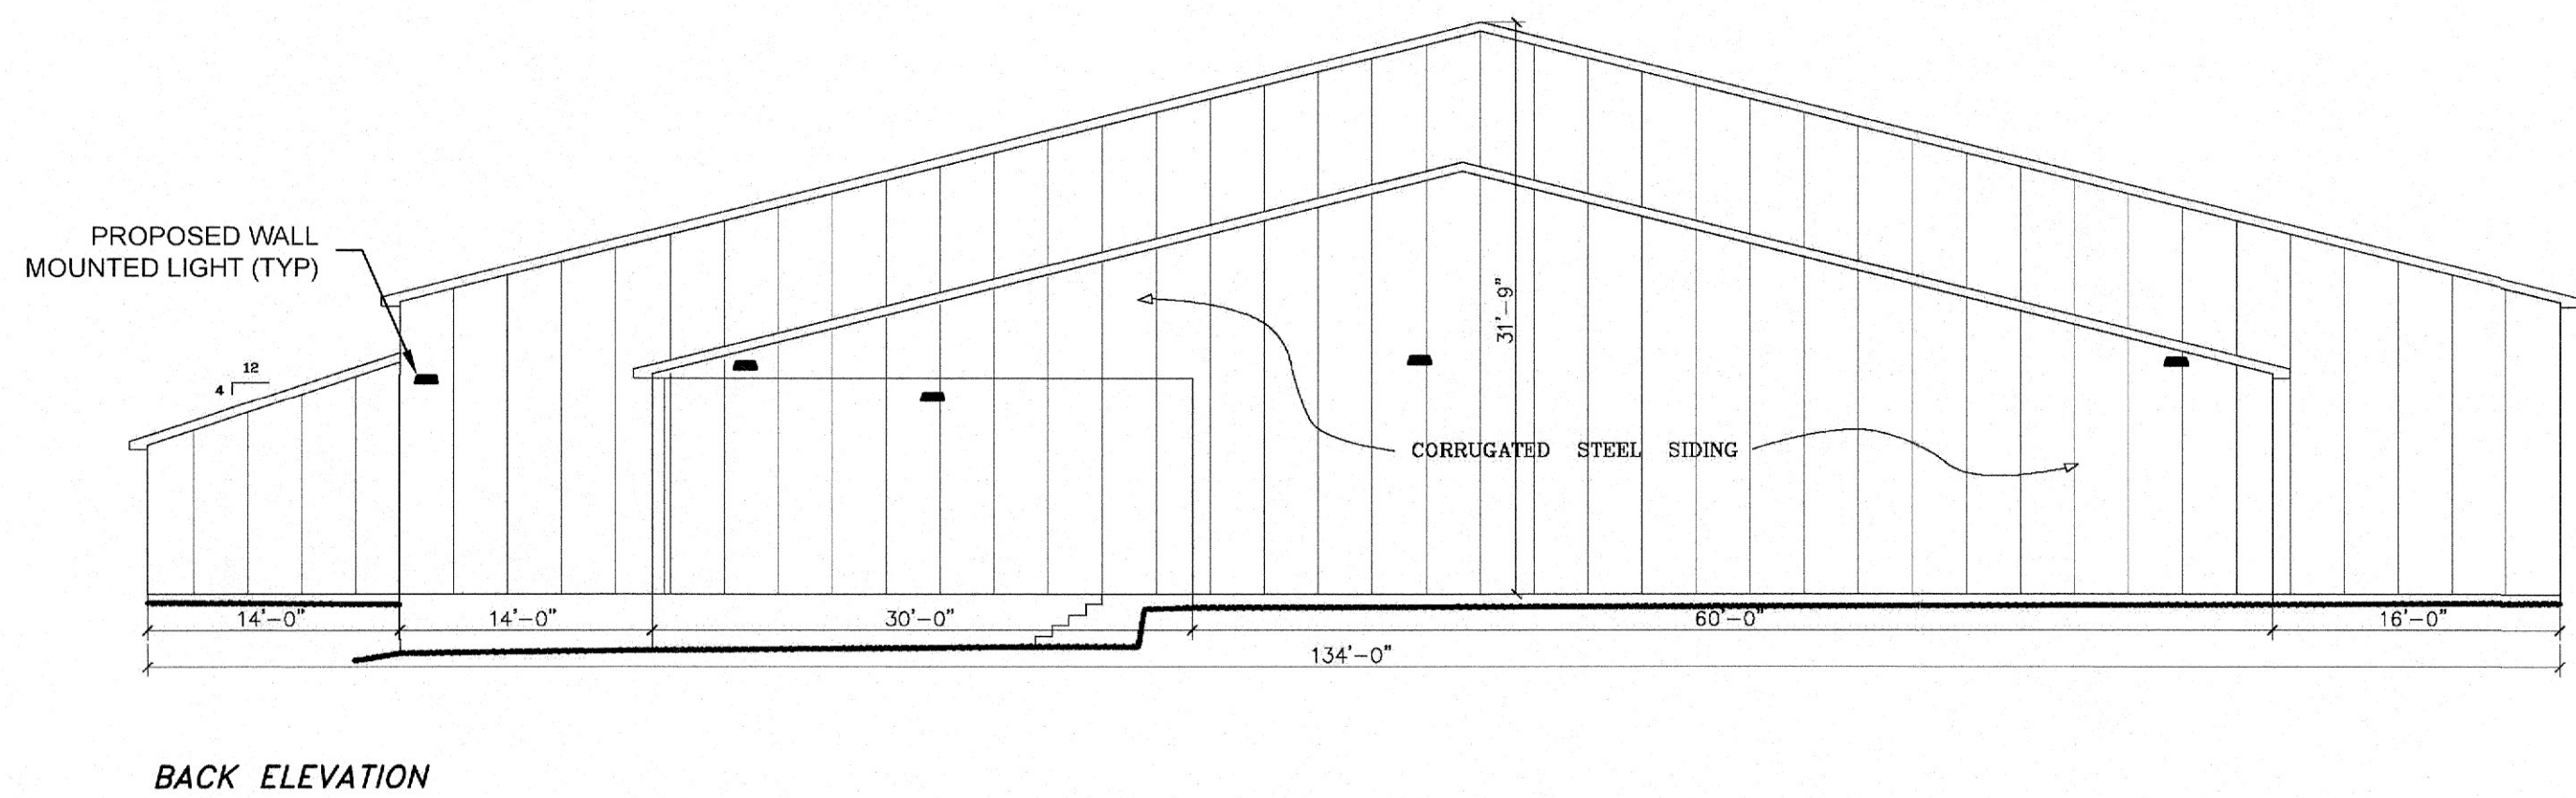 PROPOSED WALL
MOUNTED LIGHT (TYP)
12
4
31'-9"
CORRUGATED STEEL SIDING
14'-0"
14'-0"
30'-0"
60'-0"
16'-0"
134'-0"
BACK ELEVATION